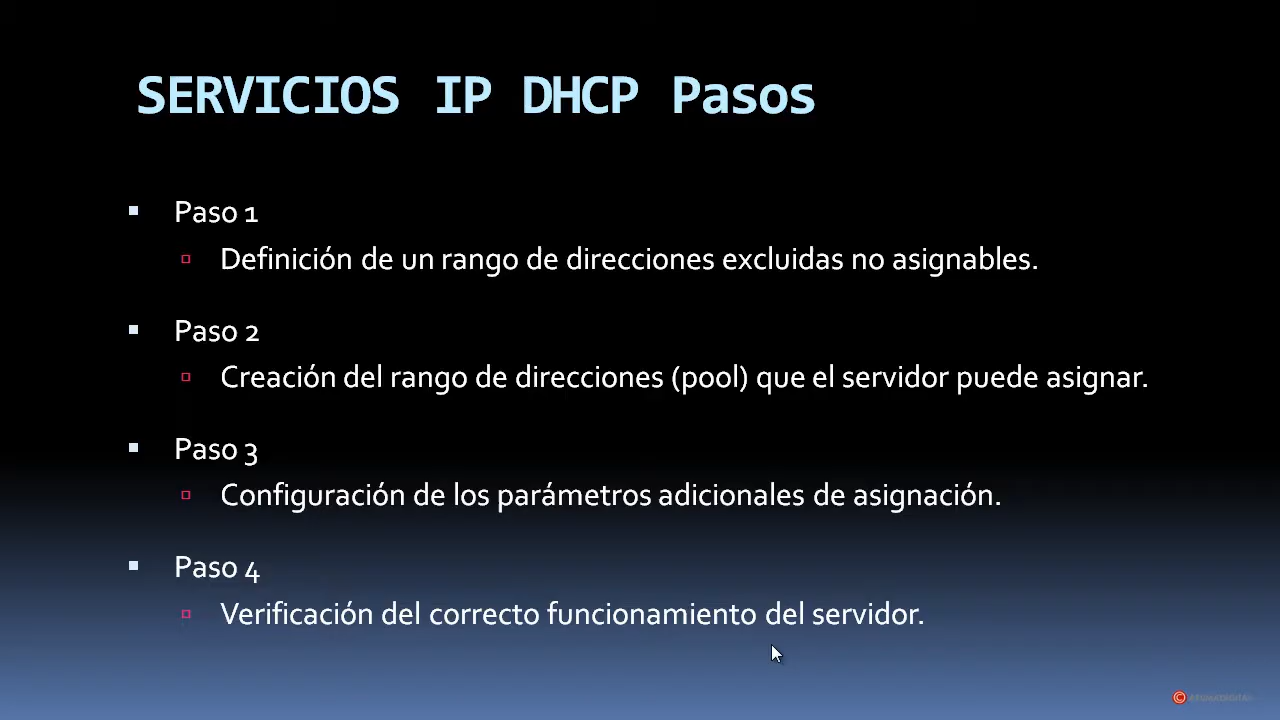 SERVICIOS IP DHCP Pasos
Paso 1
Definición de un rango de direcciones excluidas no asignables.
Paso 2
Creación del rango de direcciones (pool) que el servidor puede asignar.
Paso 3
Configuración de los parámetros adicionales de asignación.
Paso 4
Verificación del correcto funcionamiento del servidor.